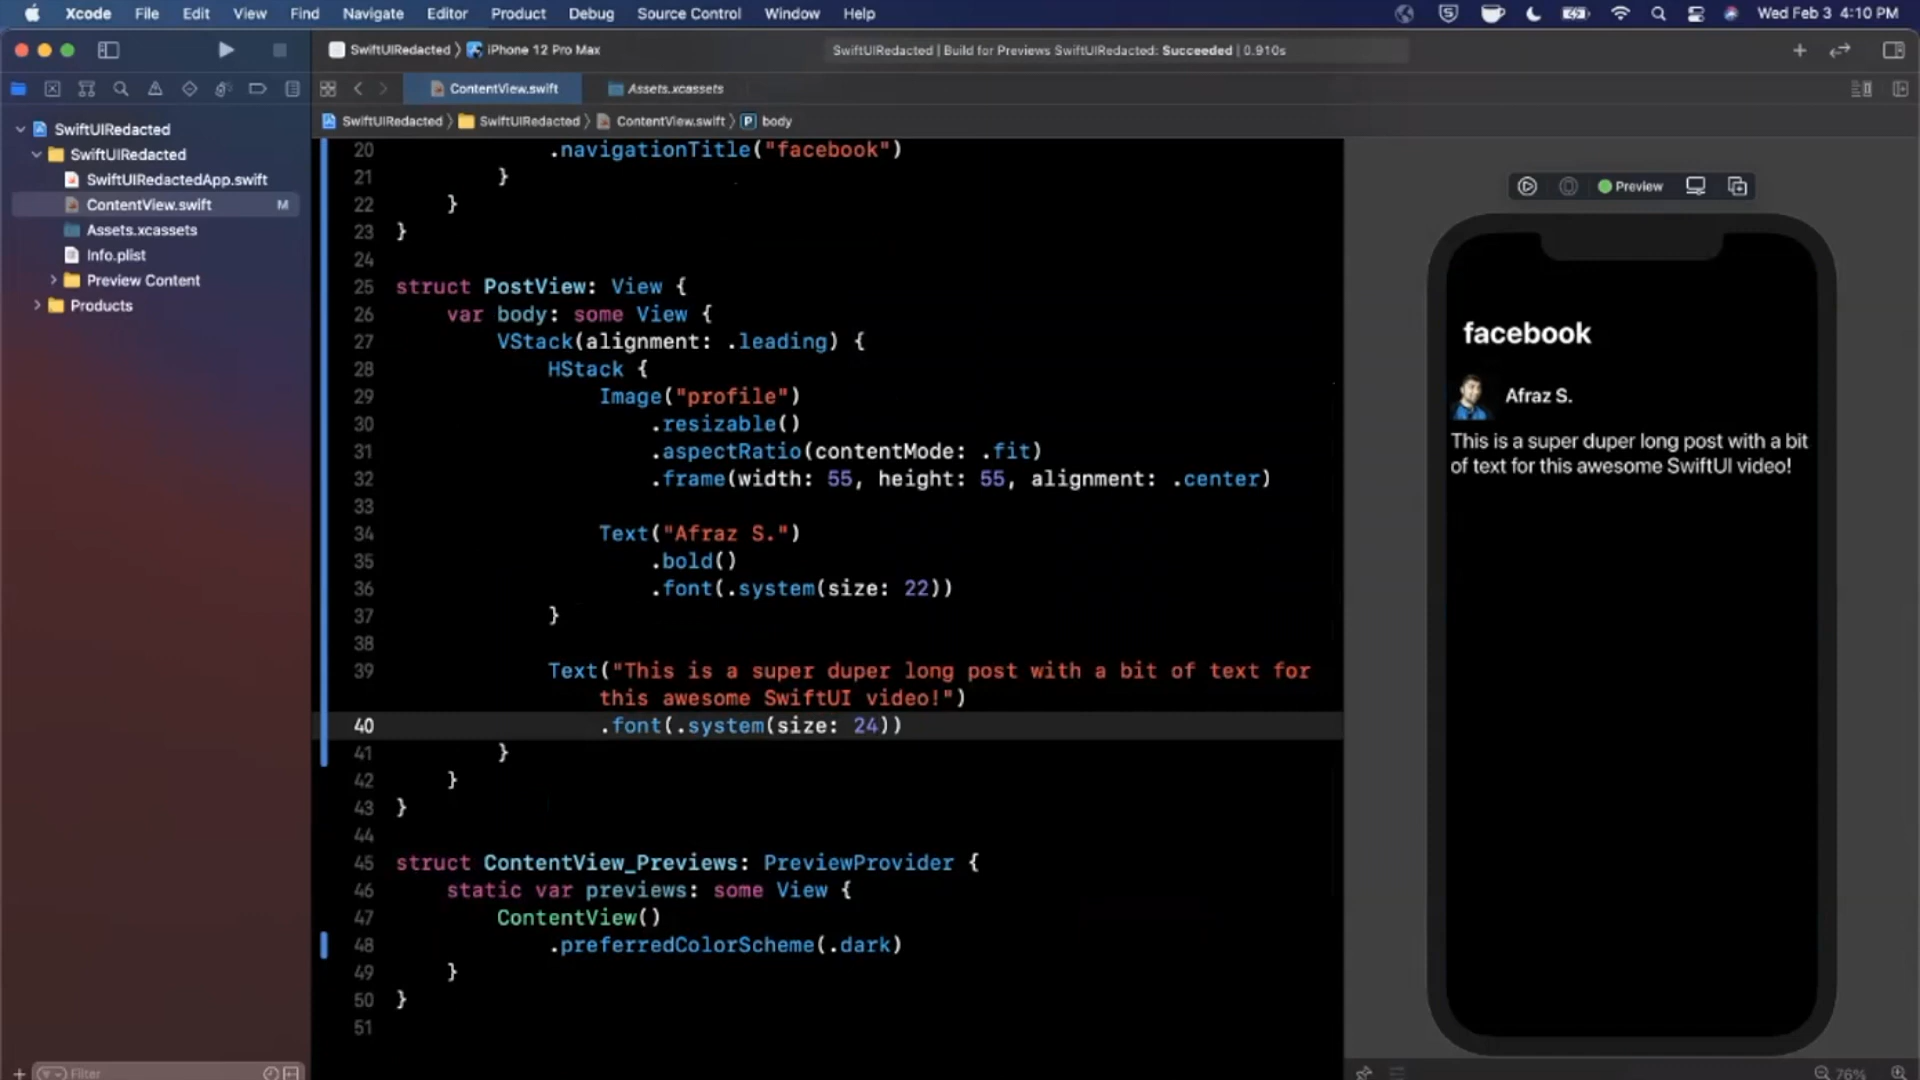 Xcode File Edit View Find Navigate Editor Product Debug Source Control Window Help Wed Feb 3 4:10 PM
SwiftUIRedacted iPhone 12 Pro Max SwiftUIRedacted | Build for Previews SwiftUIRedacted: Succeeded | 0.910s
ContentView.swift Assets.xcassets
SwiftUIRedacted SwiftUIRedacted ContentView.swift P body
SwiftUIRedacted
SwiftUIRedacted
SwiftUIRedactedApp.swift
ContentView.swift M
Assets.xcassets
Info.plist
Preview Content
Products
Filter
20 .navigationTitle("facebook")
21 }
22 }
23 }
24
25 struct PostView: View {
26 var body: some View {
27 VStack(alignment: .leading) {
28 HStack {
29 Image("profile")
30 .resizable()
31 .aspectRatio(contentMode: .fit)
32 .frame(width: 55, height: 55, alignment: .center)
33
34 Text("Afraz S.")
35 .bold()
36 .font(.system(size: 22))
37 }
38
39 Text("This is a super duper long post with a bit of text for
this awesome SwiftUI video!")
40 .font(.system(size: 24))
41 }
42 }
43 }
44
45 struct ContentView_Previews: PreviewProvider {
46 static var previews: some View {
47 ContentView()
48 .preferredColorScheme(.dark)
49 }
50 }
51
Preview
facebook
Afraz S.
This is a super duper long post with a bit
of text for this awesome SwiftUI video!
76%